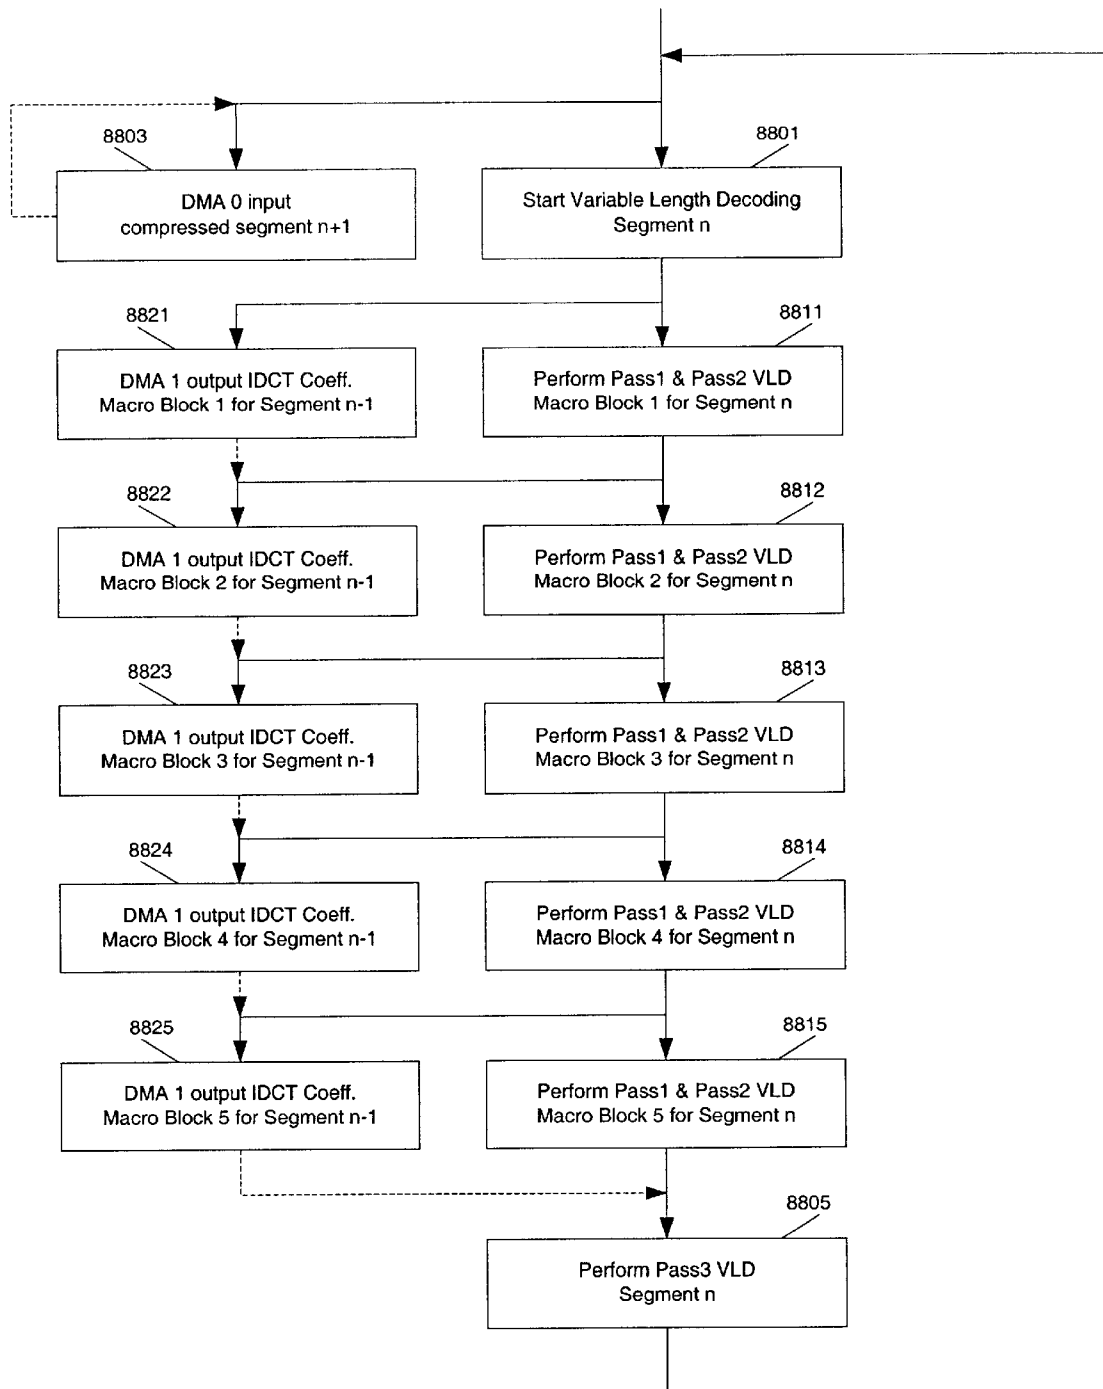 8803
8801
DMA 0 input
compressed segment n+1
Start Variable Length Decoding
Segment n
8821
8811
DMA 1 output IDCT Coeff.
Macro Block 1 for Segment n-1
Perform Pass1 & Pass2 VLD
Macro Block 1 for Segment n
8822
8812
DMA 1 output IDCT Coeff.
Macro Block 2 for Segment n-1
Perform Pass1 & Pass2 VLD
Macro Block 2 for Segment n
8823
8813
DMA 1 output IDCT Coeff.
Macro Block 3 for Segment n-1
Perform Pass1 & Pass2 VLD
Macro Block 3 for Segment n
8824
8814
DMA 1 output IDCT Coeff.
Macro Block 4 for Segment n-1
Perform Pass1 & Pass2 VLD
Macro Block 4 for Segment n
8825
8815
DMA 1 output IDCT Coeff.
Macro Block 5 for Segment n-1
Perform Pass1 & Pass2 VLD
Macro Block 5 for Segment n
8805
Perform Pass3 VLD
Segment n